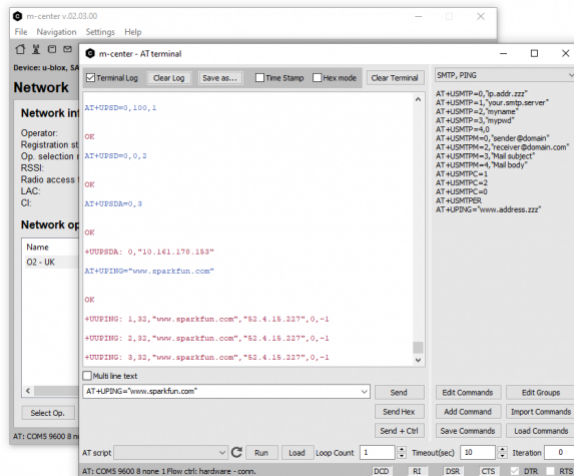 m-center v.02.03.00
File Navigation Settings Help
Device: u-blox, SA
Network
Network inf
Operator:
Registration st
Op. selection
RSSI:
Radio access
LAC:
CI:
Network op
Name
O2 - UK
Select Op.
AT: COM5 9600 8 n
m-center - AT terminal
Terminal Log Clear Log Save as... Time Stamp Hex mode Clear Terminal
AT+UPSD=0,100,1
OK
AT+UPSD=0,0,2
OK
AT+UPSDA=0,3
OK
+UUPSDA: 0,"10.161.178.153"
AT+UPING="www.sparkfun.com"
OK
+UUPING: 1,32,"www.sparkfun.com","52.4.15.227",0,-1
+UUPING: 2,32,"www.sparkfun.com","52.4.15.227",0,-1
+UUPING: 3,32,"www.sparkfun.com","52.4.15.227",0,-1
Multi line text
AT+UPING="www.sparkfun.com"
Send
Send Hex
Send + Ctrl
SMTP, PING
AT+USMTP=0,"ip.addr.zzz"
AT+USMTP=1,"your.smtp.server"
AT+USMTP=2,"myname"
AT+USMTP=3,"mypwd"
AT+USMTP=4,0
AT+USMTPM=0,"sender@domain"
AT+USMTPM=2,"receiver@domain.com"
AT+USMTPM=3,"Mail subject"
AT+USMTPM=4,"Mail body"
AT+USMTPC=1
AT+USMTPC=2
AT+USMTPC=0
AT+USMTPER
AT+UPING="www.address.zzz"
Edit Commands Edit Groups
Add Command Import Commands
Save Commands Load Commands
AT script Run Load Loop Count 1 Timeout(sec) 10 Iteration 0
AT: COM5 9600 8 none 1 Flow ctrl: hardware - conn. DCD RI DSR CTS DTR RTS